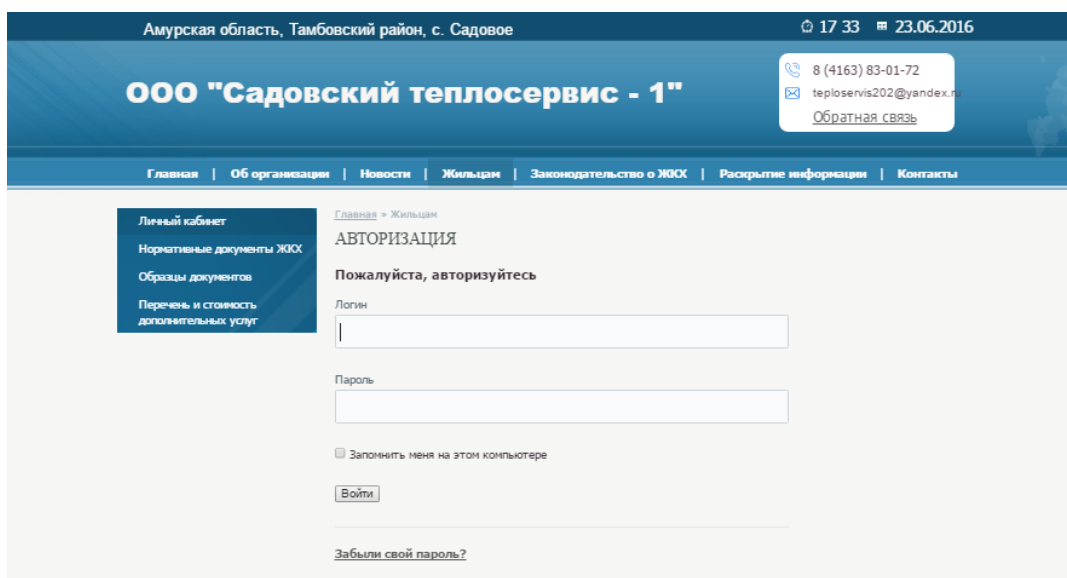 Амурская область, Тамбовский район, с. Садовое
17 33 23.06.2016
ООО "Садовский теплосервис - 1"
8 (4163) 83-01-72
teploservis202@yandex.ru
Обратная связь
Главная | Об организации | Новости | Жильцам | Законодательство о ЖКХ | Раскрытие информации | Контакты
Личный кабинет
Нормативные документы ЖКХ
Образцы документов
Перечень и стоимость
дополнительных услуг
Главная » Жильцам
АВТОРИЗАЦИЯ
Пожалуйста, авторизуйтесь
Логин
Пароль
Запомнить меня на этом компьютере
Войти
Забыли свой пароль?